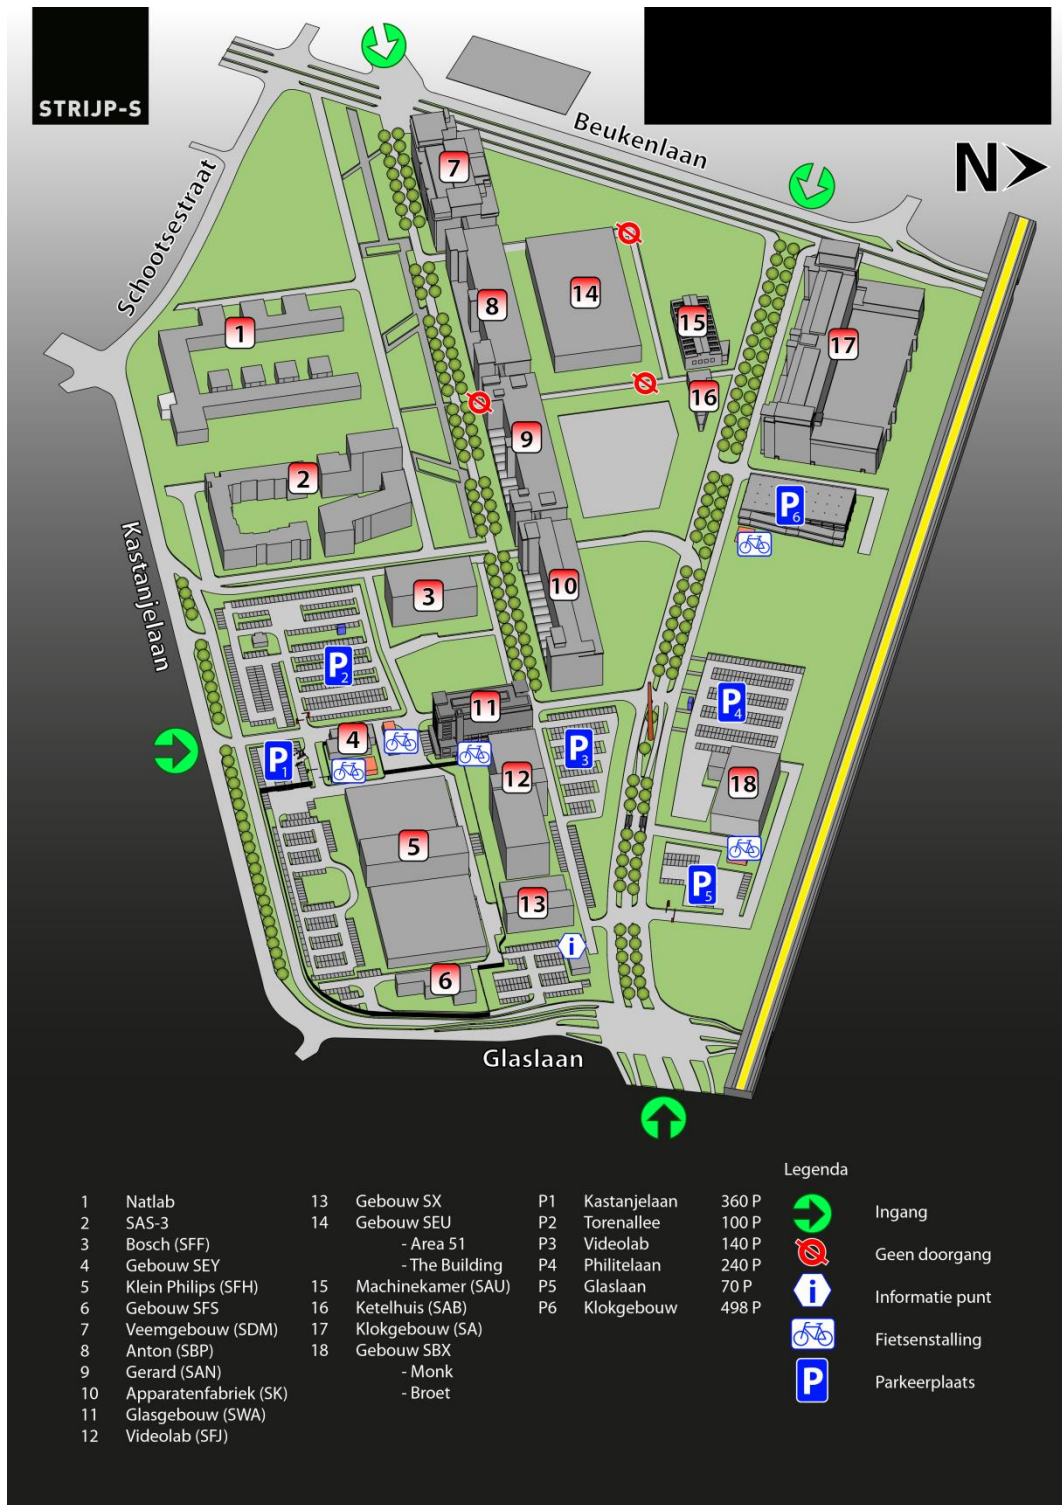 STRIJP-S
Beukenlaan
N
Schootsestraat
7
8
14
15
17
1
16
9
2
P6
Kastanjelaan
10
3
P2
P4
11
4
P1
P3
12
18
5
P5
13
i
6
Glaslaan
Legenda
1 Natlab
2 SAS-3
3 Bosch (SFF)
4 Gebouw SEY
5 Klein Philips (SFH)
6 Gebouw SFS
7 Veemgebouw (SDM)
8 Anton (SBP)
9 Gerard (SAN)
10 Apparatenfabriek (SK)
11 Glasgebouw (SWA)
12 Videolab (SFJ)
13 Gebouw SX
14 Gebouw SEU
- Area 51
- The Building
15 Machinekamer (SAU)
16 Ketelhuis (SAB)
17 Klokgebouw (SA)
18 Gebouw SBX
- Monk
- Broet
P1 Kastanjelaan 360 P
P2 Torenallee 100 P
P3 Videolab 140 P
P4 Philitelaan 240 P
P5 Glaslaan 70 P
P6 Klokgebouw 498 P
Ingang
Geen doorgang
i Informatie punt
Fietsenstalling
P Parkeerplaats